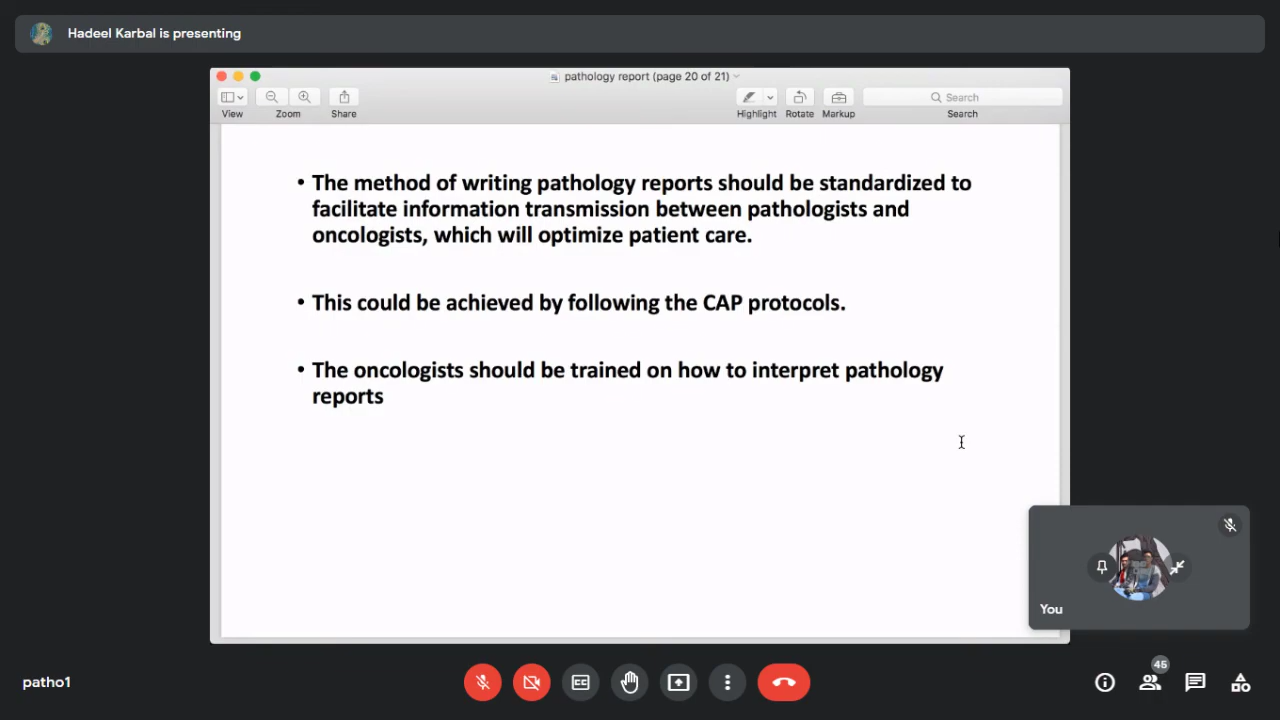 Hadeel Karbal is presenting
pathology report (page 20 of 21)
View
Zoom
Share
Highlight
Rotate
Markup
Search
Search
• The method of writing pathology reports should be standardized to
facilitate information transmission between pathologists and
oncologists, which will optimize patient care.
• This could be achieved by following the CAP protocols.
• The oncologists should be trained on how to interpret pathology
reports
You
patho1
CC
45